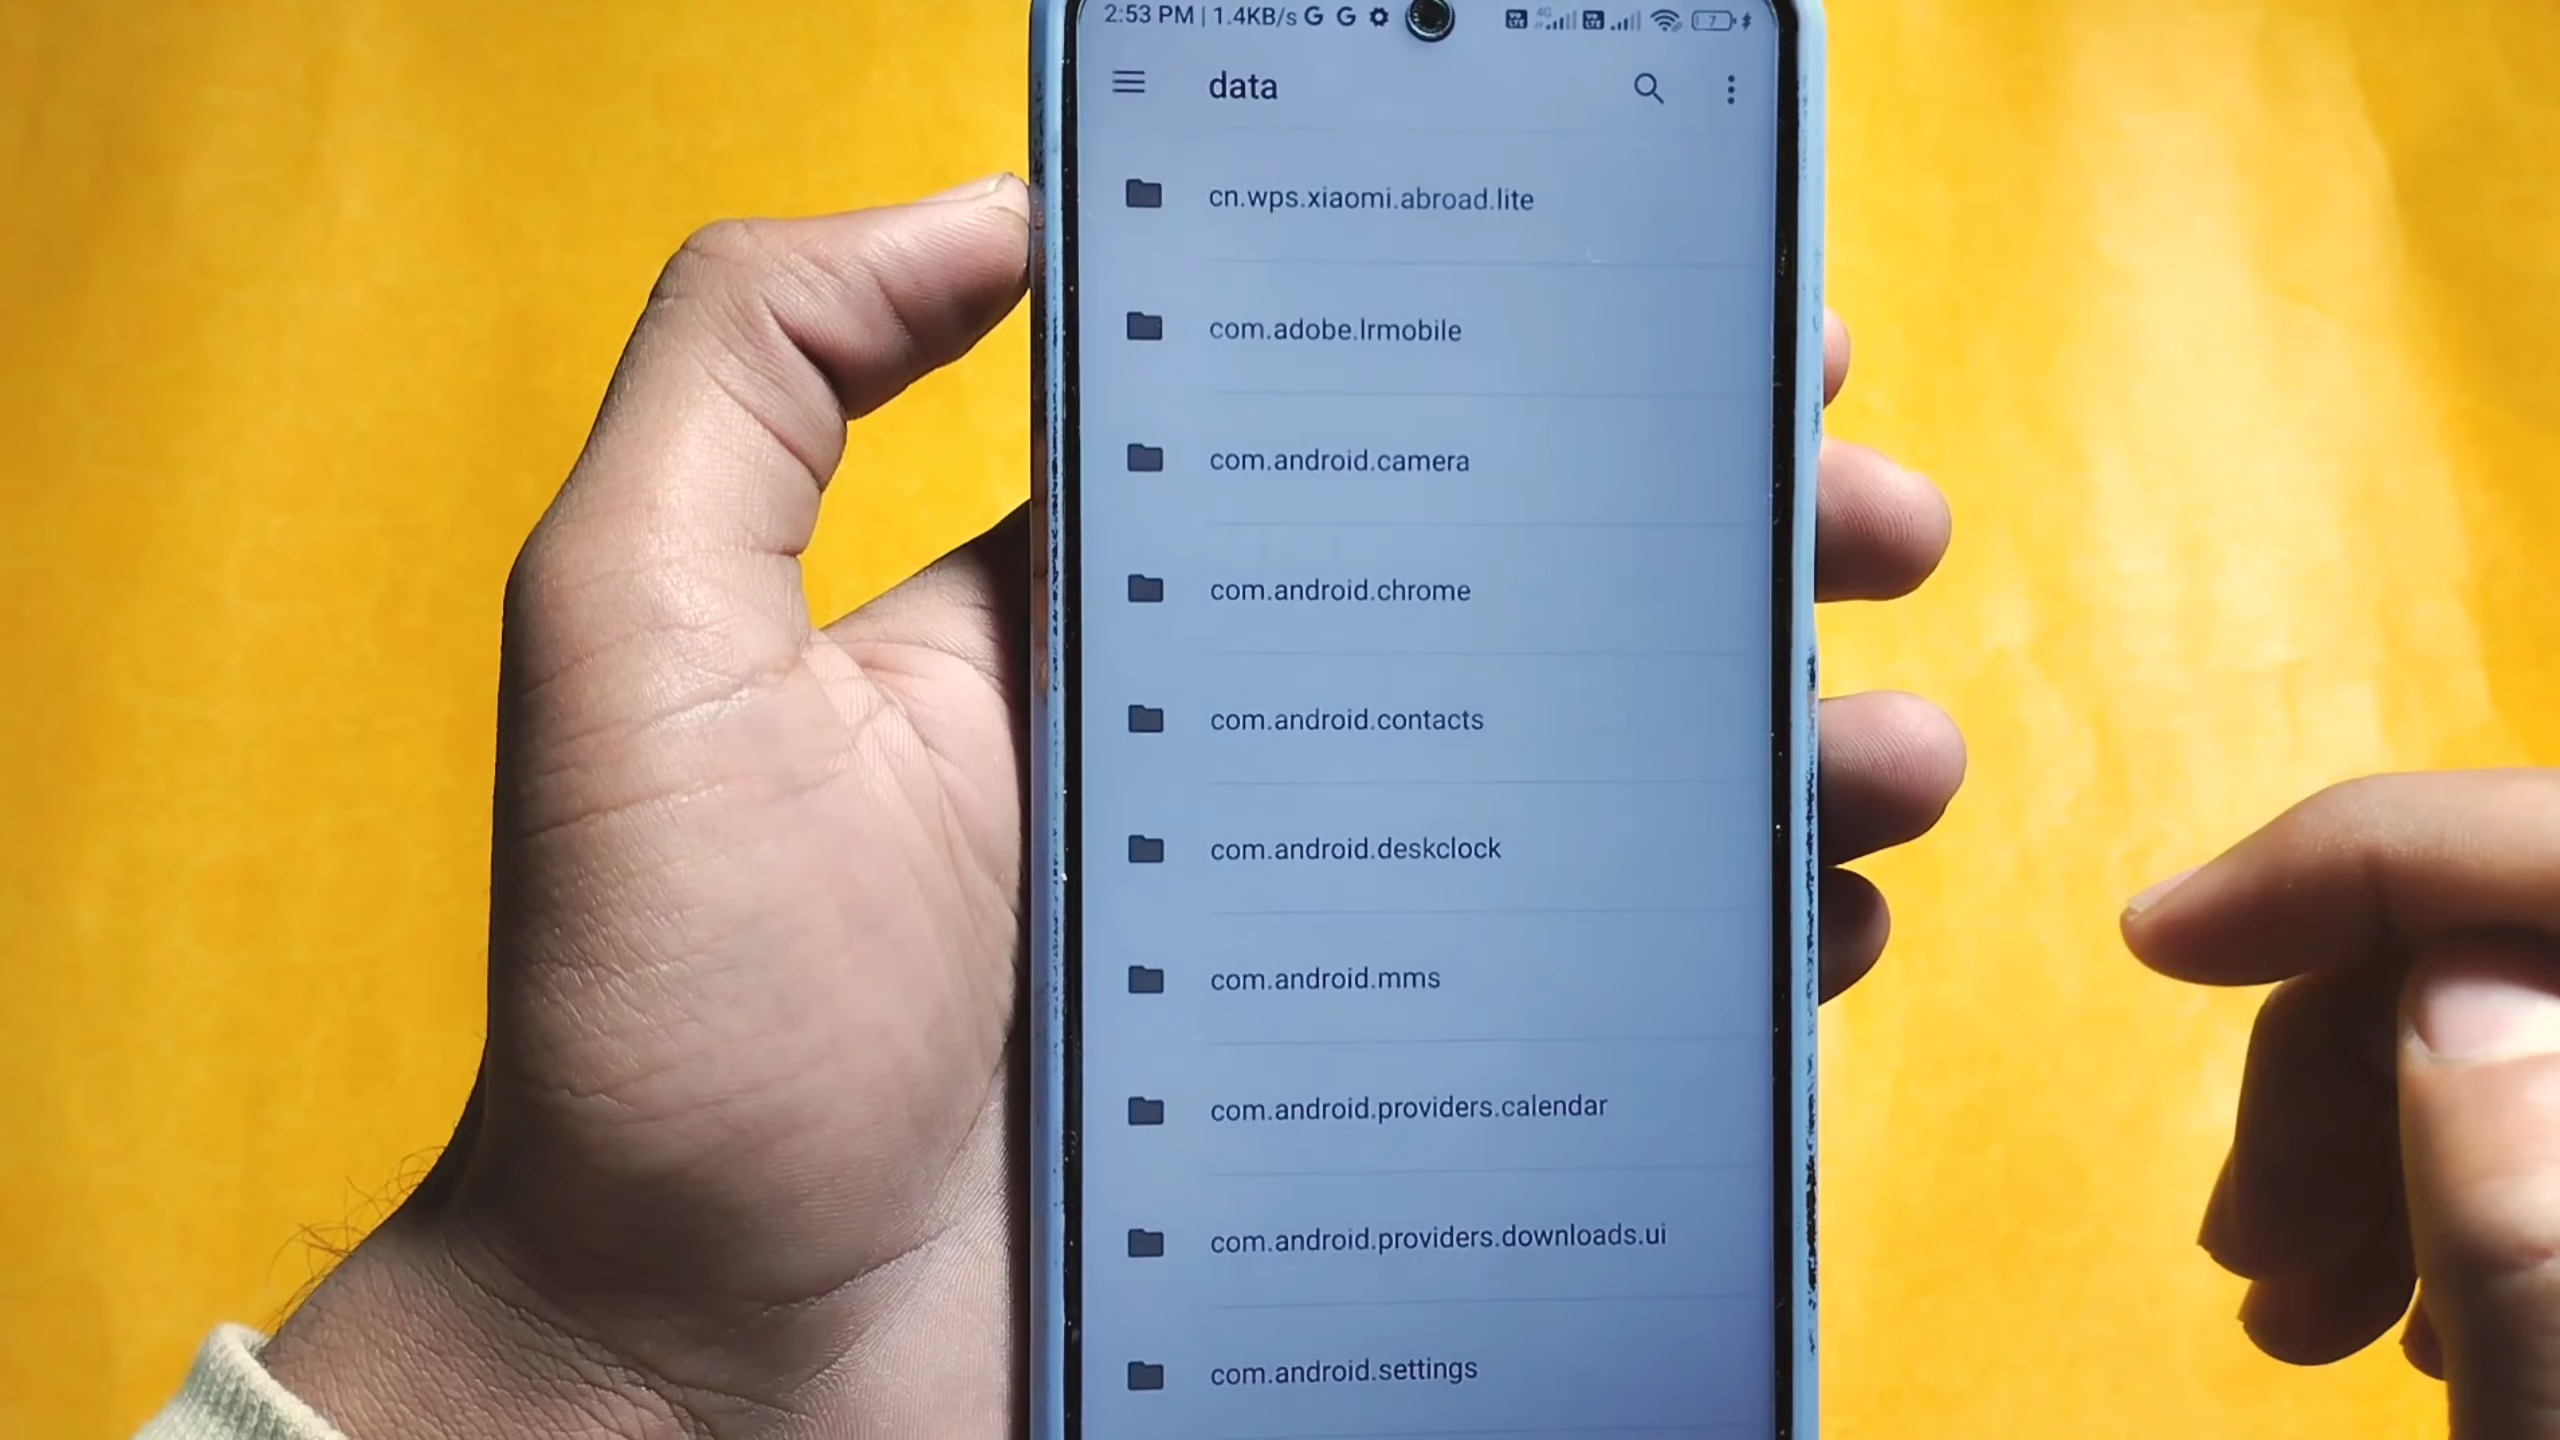 2:53 PM | 1.4KB/s G G 4G 7
data
cn.wps.xiaomi.abroad.lite
com.adobe.lrmobile
com.android.camera
com.android.chrome
com.android.contacts
com.android.deskclock
com.android.mms
com.android.providers.calendar
com.android.providers.downloads.ui
com.android.settings